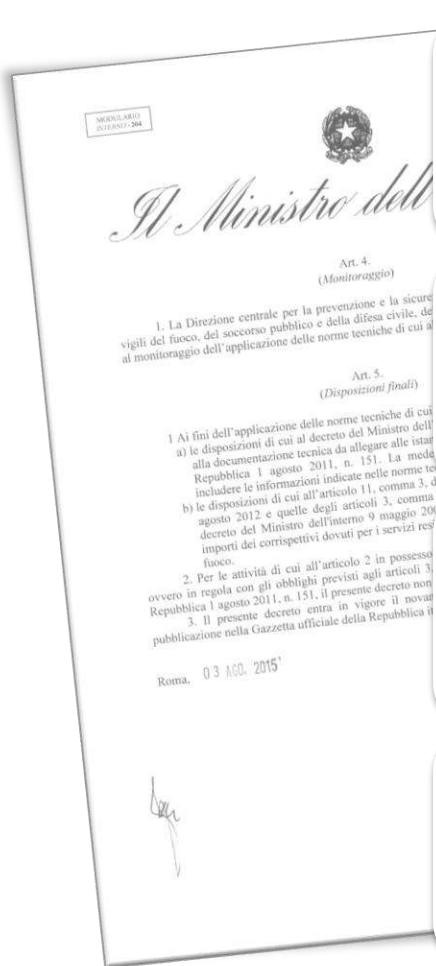 MODULARIO
INTERNO - 204
Il Ministro dell
Art. 4.
(Monitoraggio)
1. La Direzione centrale per la prevenzione e la sicure
vigili del fuoco, del soccorso pubblico e della difesa civile, de
al monitoraggio dell'applicazione delle norme tecniche di cui al
Art. 5.
(Disposizioni finali)
1 Ai fini dell'applicazione delle norme tecniche di cui
a) le disposizioni di cui al decreto del Ministro dell'
alla documentazione tecnica da allegare alle istan
Repubblica 1 agosto 2011, n. 151. La mede
includere le informazioni indicate nelle norme te
b) le disposizioni di cui all'articolo 11, comma 3, d
agosto 2012 e quelle degli articoli 3, comma
decreto del Ministro dell'interno 9 maggio 200
importi dei corrispettivi dovuti per i servizi resi
fuoco.
2. Per le attività di cui all'articolo 2 in possesso
ovvero in regola con gli obblighi previsti agli articoli 3,
Repubblica 1 agosto 2011, n. 151, il presente decreto non
3. Il presente decreto entra in vigore il novan
pubblicazione nella Gazzetta ufficiale della Repubblica i
Roma, 03 AGO. 2015